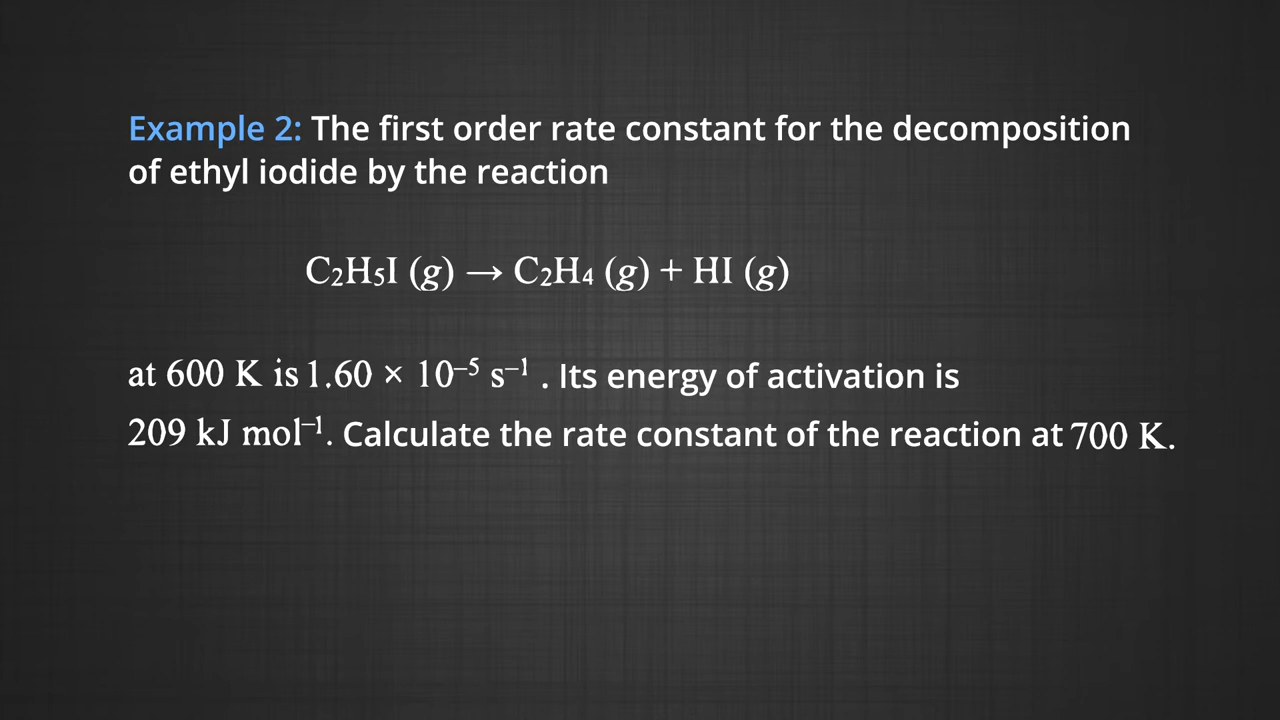 Example 2: The first order rate constant for the decomposition
of ethyl iodide by the reaction
C₂H₅I (g) → C₂H₄ (g) + HI (g)
at 600 K is 1.60 × 10⁻⁵ s⁻¹ . Its energy of activation is
209 kJ mol⁻¹. Calculate the rate constant of the reaction at 700 K.